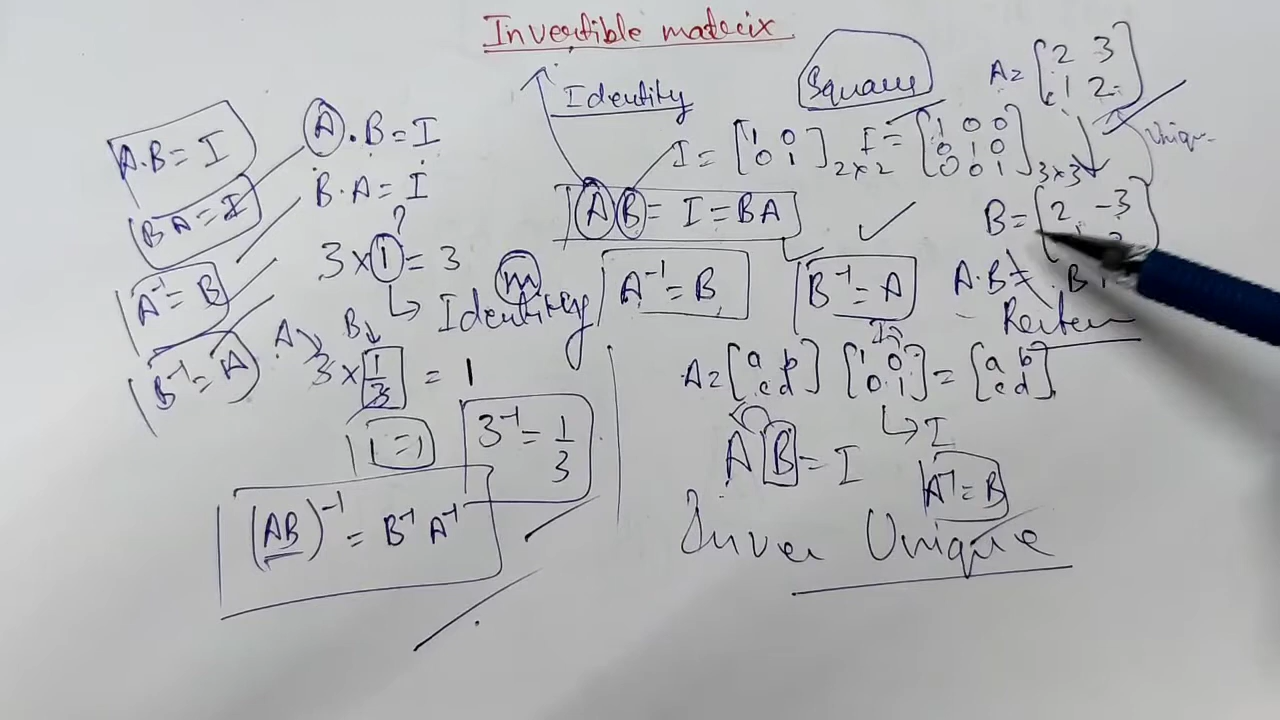 Invertible matrix
Identity
Square
A = [2 3
1 2]
I = [1 0
0 1] 2×2
I = [1 0 0
0 1 0
0 0 1] 3×3
A.B = I
BA = I
A⁻¹ = B
B⁻¹ = A
A.B = I
B.A = I
?
3 × 1 = 3
Identity
m
A B
3 × 1/3 = 1
1 = 1
3⁻¹ = 1/3
(AB)⁻¹ = B⁻¹ A⁻¹
AB = I = BA
A⁻¹ = B
B⁻¹ = A
B = [2 -3
A.B = B
A = [a b
c d] [1 0
0 1] = [a b
c d]
I
A B = I
A⁻¹ = B
Unique